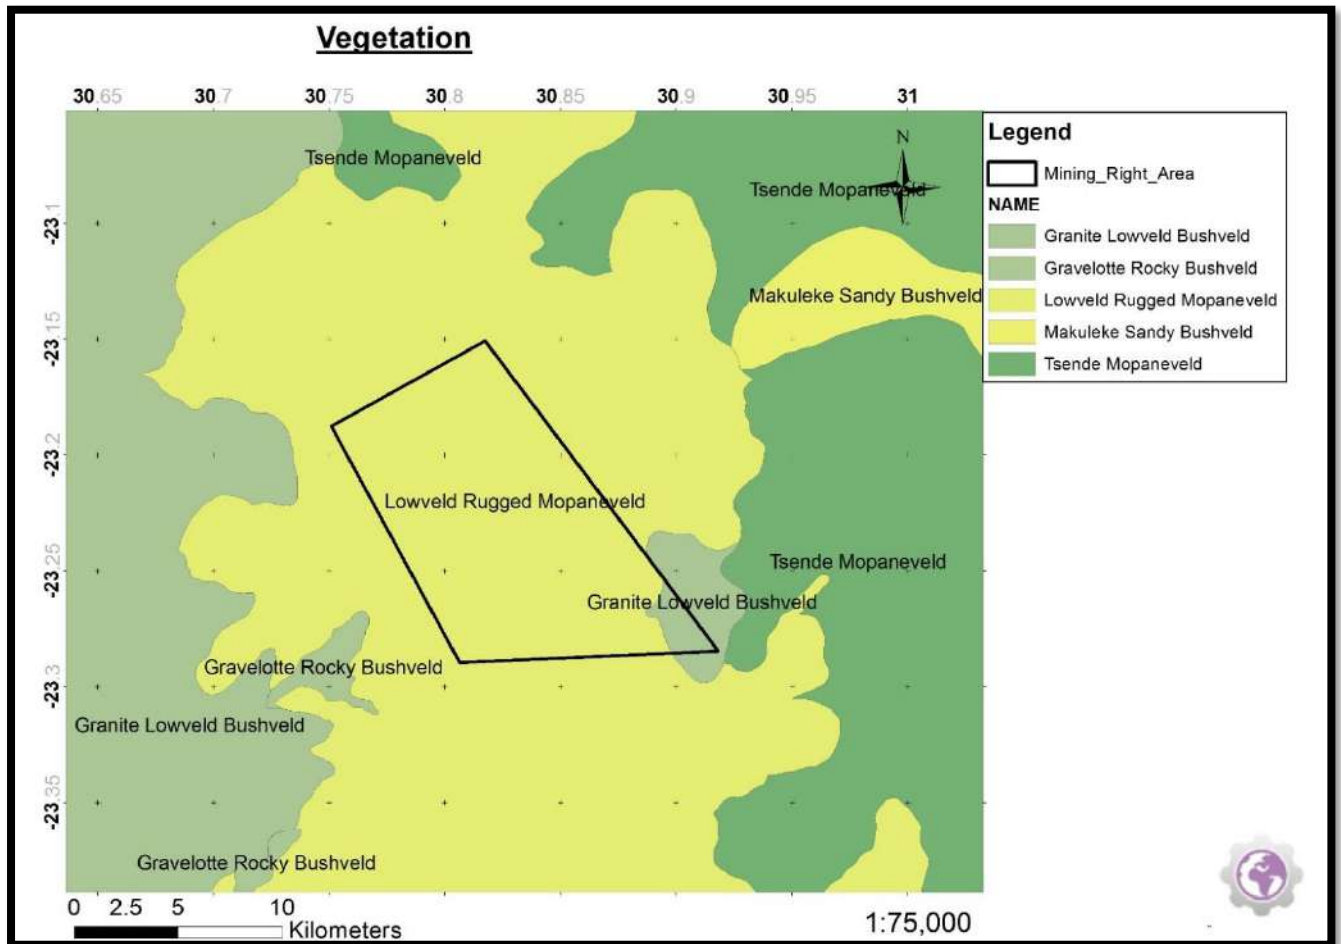 Vegetation
30.65 30.7 30.75 30.8 30.85 30.9 30.95 31
Legend
Mining_Right_Area
NAME
Granite Lowveld Bushveld
Gravelotte Rocky Bushveld
Lowveld Rugged Mopaneveld
Makuleke Sandy Bushveld
Tsende Mopaneveld
N
Tsende Mopaneveld
Tsende Mopaneveld
-23.1
Makuleke Sandy Bushveld
-23.15
-23.2
Lowveld Rugged Mopaneveld
-23.25
Tsende Mopaneveld
Granite Lowveld Bushveld
Gravelotte Rocky Bushveld
-23.3
Granite Lowveld Bushveld
-23.35
Gravelotte Rocky Bushveld
0 2.5 5 10
Kilometers
1:75,000